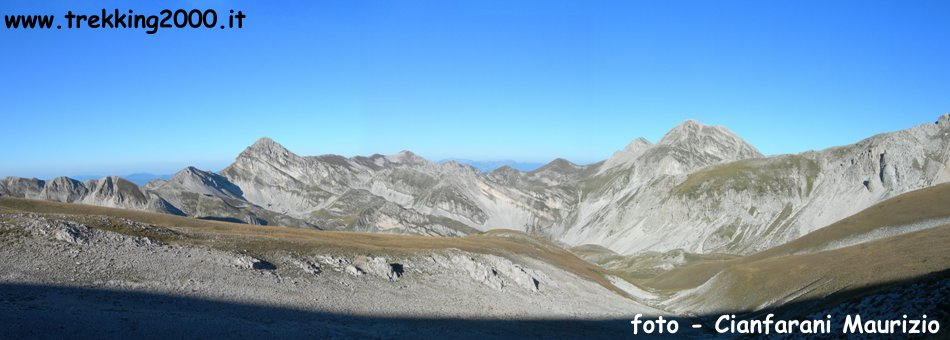 www.trekking2000.it
foto - Cianfarani Maurizio